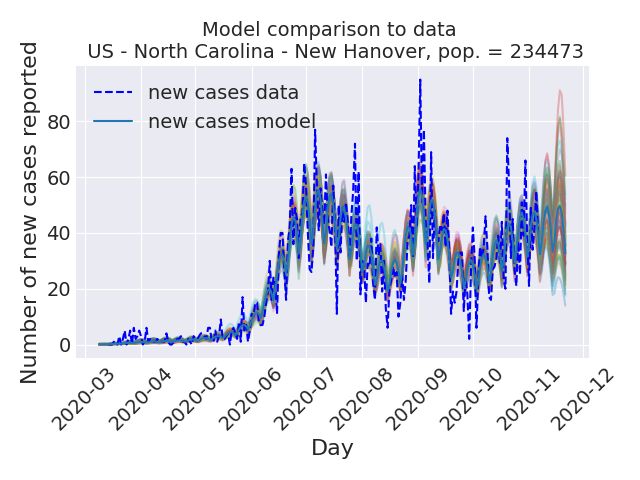 Model comparison to data
US - North Carolina - New Hanover, pop. = 234473
Number of new cases reported
new cases data
new cases model
80
60
40
20
0
2020-03
2020-04
2020-05
2020-06
2020-07
2020-08
2020-09
2020-10
2020-11
2020-12
Day